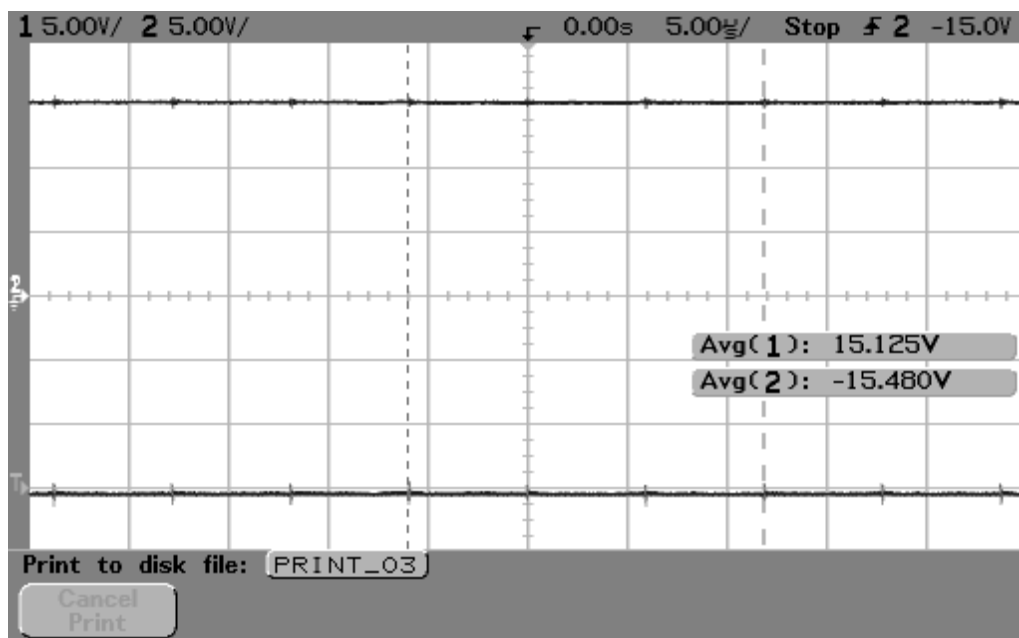 1 5.00V/ 2 5.00V/ 0.00s 5.00µs/ Stop 2 -15.0V
Avg(1): 15.125V
Avg(2): -15.480V
T
Print to disk file: PRINT_03
Cancel
Print